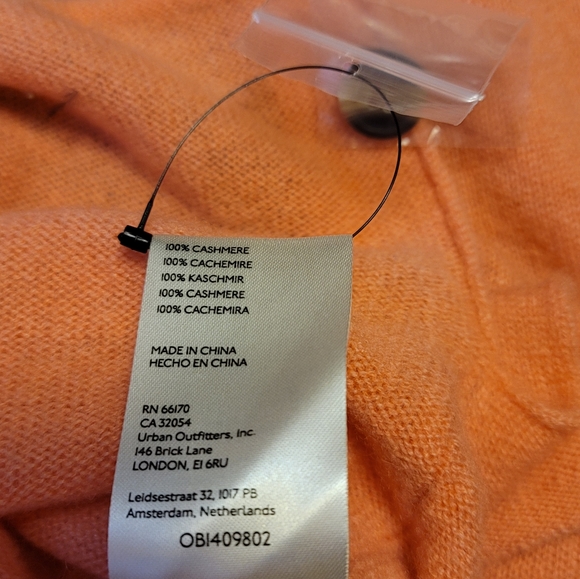 100% CASHMERE
100% CACHEMIRE
100% KASCHMIR
100% CASHMERE
100% CACHEMIRA
MADE IN CHINA
HECHO EN CHINA
RN 66170
CA 32054
Urban Outfitters, Inc.
146 Brick Lane
LONDON, E1 6RU
Leidsestraat 32, 1017 PB
Amsterdam, Netherlands
OB1409802